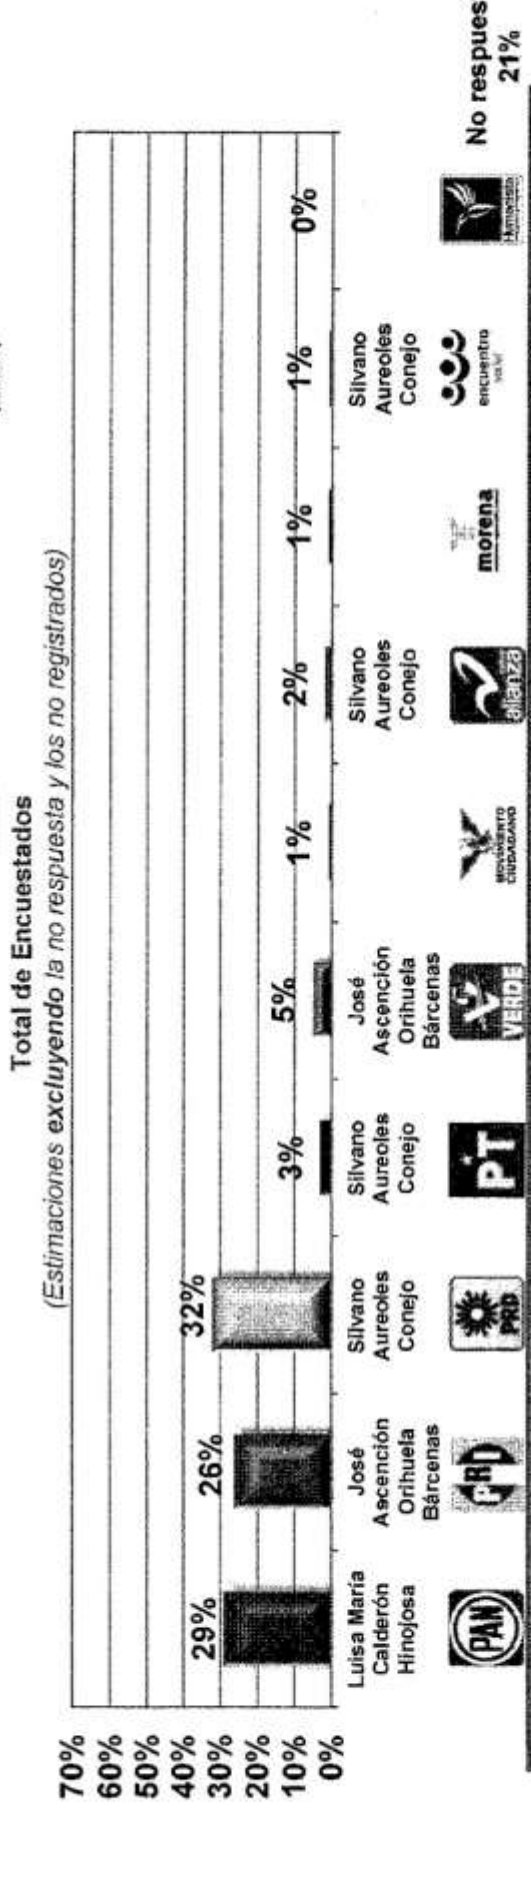 Total de Encuestados
(Estimaciones excluyendo la no respuesta y los no registrados)
70%
60%
50%
40%
30%
20%
10%
0%
29%
26%
32%
3%
5%
1%
2%
1%
1%
0%
Luisa María
Calderón
Hinojosa
José
Ascención
Orihuela
Bárcenas
Silvano
Aureoles
Conejo
Silvano
Aureoles
Conejo
José
Ascención
Orihuela
Bárcenas
Silvano
Aureoles
Conejo
Silvano
Aureoles
Conejo
PAN
PRI
PRD
PT
VERDE
MOVIMIENTO
CIUDADANO
alianza
morena
encuentro
social
Humanista
No respues
21%